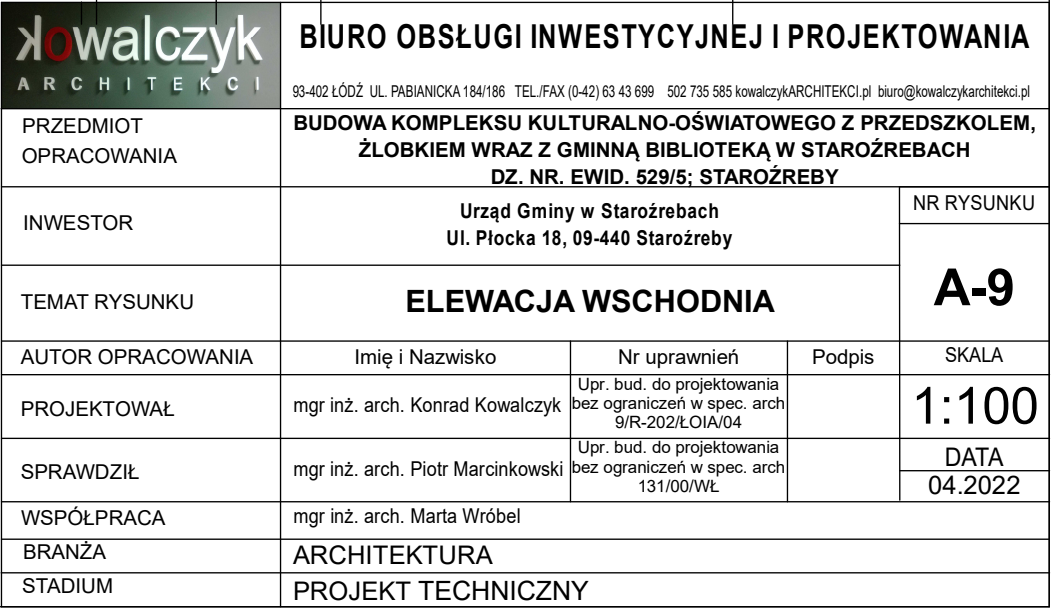 kowalczyk
ARCHITEKCI
BIURO OBSŁUGI INWESTYCYJNEJ I PROJEKTOWANIA
93-402 ŁÓDŹ UL. PABIANICKA 184/186 TEL./FAX (0-42) 63 43 699 502 735 585 kowalczykARCHITEKCI.pl biuro@kowalczykarchitekci.pl
PRZEDMIOT
OPRACOWANIA
BUDOWA KOMPLEKSU KULTURALNO-OŚWIATOWEGO Z PRZEDSZKOLEM,
ŻLOBKIEM WRAZ Z GMINNĄ BIBLIOTEKĄ W STAROŹREBACH
DZ. NR. EWID. 529/5; STAROŹREBY
INWESTOR
Urząd Gminy w Staroźrebach
Ul. Płocka 18, 09-440 Staroźreby
NR RYSUNKU
A-9
TEMAT RYSUNKU
ELEWACJA WSCHODNIA
AUTOR OPRACOWANIA
Imię i Nazwisko
Nr uprawnień
Podpis
SKALA
1:100
PROJEKTOWAŁ
mgr inż. arch. Konrad Kowalczyk
Upr. bud. do projektowania
bez ograniczeń w spec. arch
9/R-202/ŁOIA/04
SPRAWDZIŁ
mgr inż. arch. Piotr Marcinkowski
Upr. bud. do projektowania
bez ograniczeń w spec. arch
131/00/WŁ
DATA
04.2022
WSPÓŁPRACA
mgr inż. arch. Marta Wróbel
BRANŻA
ARCHITEKTURA
STADIUM
PROJEKT TECHNICZNY